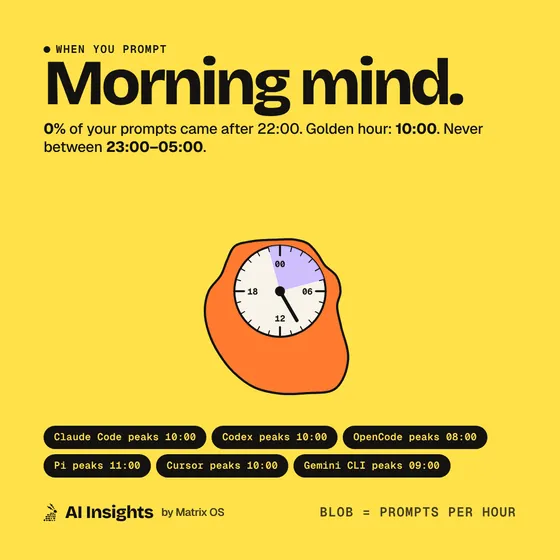 WHEN YOU PROMPT
Morning mind.
0% of your prompts came after 22:00. Golden hour: 10:00. Never
between 23:00–05:00.
00
18 06
12
Claude Code peaks 10:00 Codex peaks 10:00 OpenCode peaks 08:00
Pi peaks 11:00 Cursor peaks 10:00 Gemini CLI peaks 09:00
AI Insights by Matrix OS BLOB = PROMPTS PER HOUR